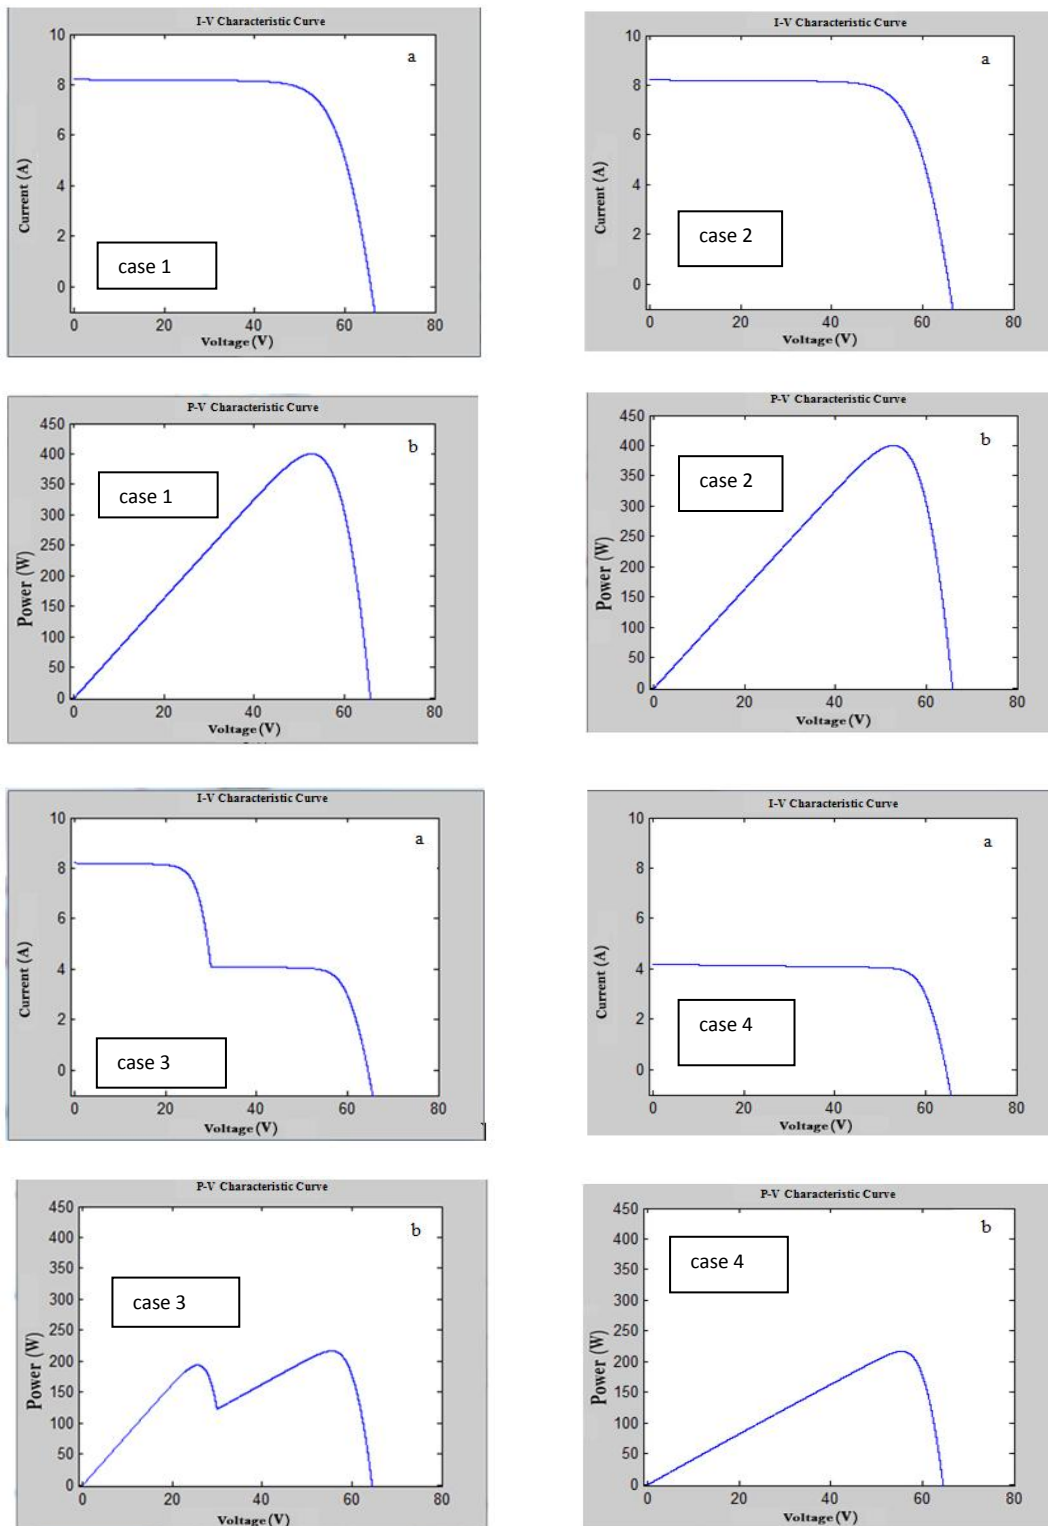 I-V Characteristic Curve
a
10
8
6
4
2
0
Current (A)
case 1
0 20 40 60 80
Voltage (V)
I-V Characteristic Curve
a
10
8
6
4
2
0
Current (A)
case 2
0 20 40 60 80
Voltage (V)
P-V Characteristic Curve
b
450
400
350
300
250
200
150
100
50
0
Power (W)
case 1
0 20 40 60 80
Voltage (V)
P-V Characteristic Curve
b
450
400
350
300
250
200
150
100
50
0
Power (W)
case 2
0 20 40 60 80
Voltage (V)
I-V Characteristic Curve
a
10
8
6
4
2
0
Current (A)
case 3
0 20 40 60 80
Voltage (V)
I-V Characteristic Curve
a
10
8
6
4
2
0
Current (A)
case 4
0 20 40 60 80
Voltage (V)
P-V Characteristic Curve
b
450
400
350
300
250
200
150
100
50
0
Power (W)
case 3
0 20 40 60 80
Voltage (V)
P-V Characteristic Curve
b
450
400
350
300
250
200
150
100
50
0
Power (W)
case 4
0 20 40 60 80
Voltage (V)